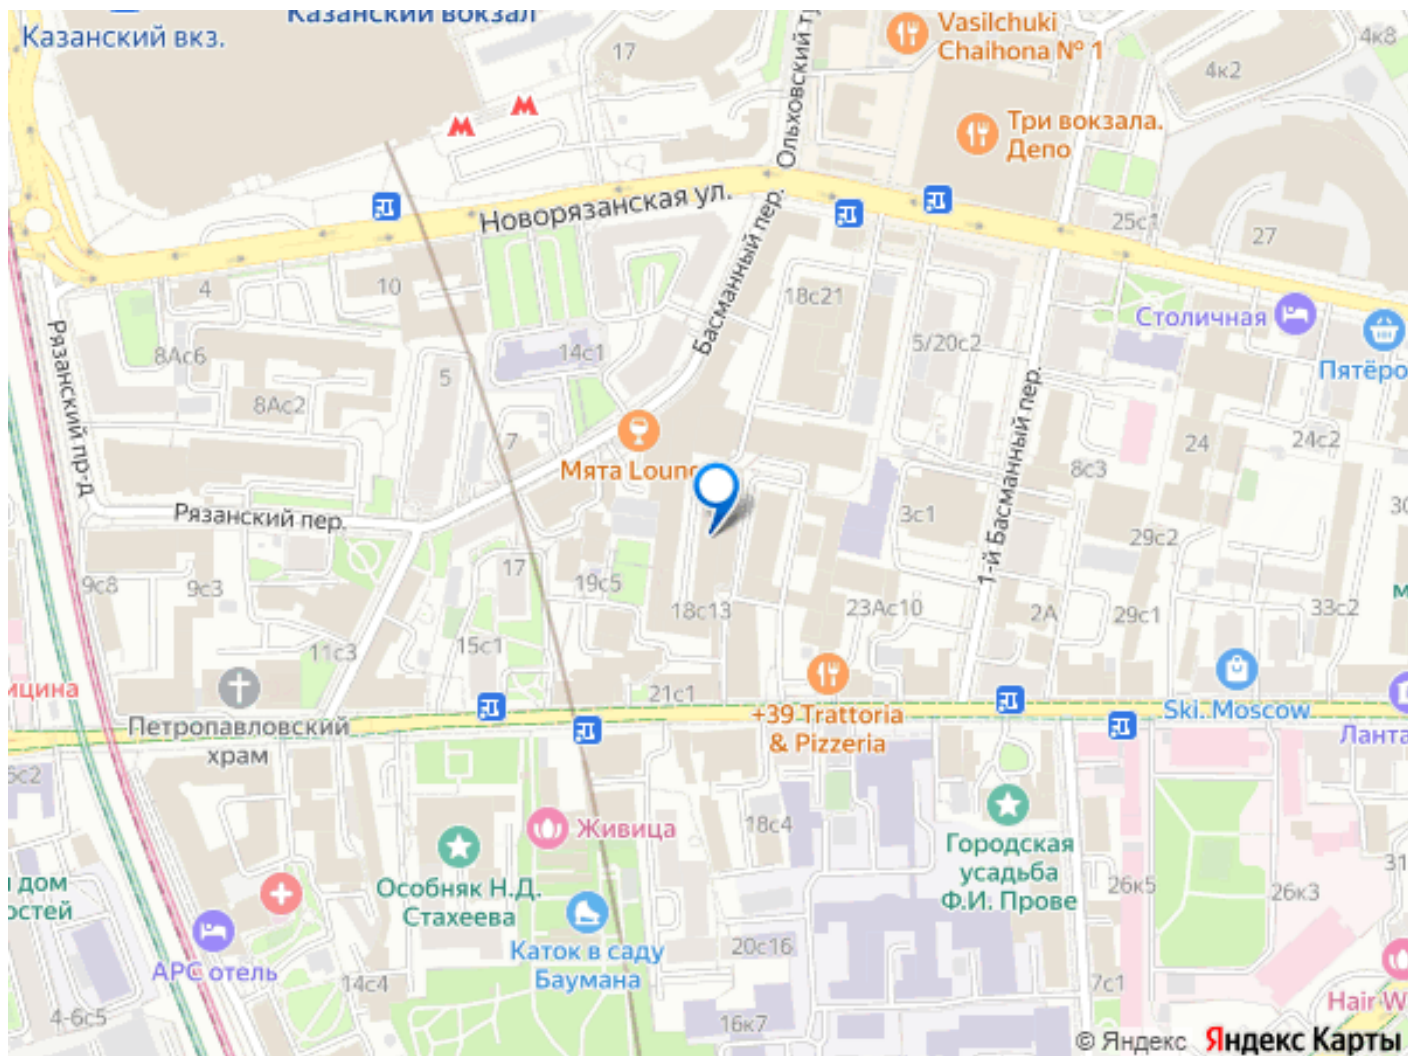 Казанский вокзал
Казанский вкз.
17
Ольховский
Vasilchuki
Chaihona № 1
4к8
4к2
Три вокзала.
Депо
Новорязанская ул.
Басманный пер.
25с1
27
4
10
18с21
Столичная
5/20с2
Рязанский пр-д
8Ас6
14с1
5
Пятёро
8Ас2
7
1-й Басманный пер.
24
24с2
8с3
Мята Loung
Рязанский пер.
3с1
29с2
17
9с8
9с3
19с5
18с13
23Ас10
2А
29с1
33с2
15с1
11с3
ицина
21с1
Петропавловский
храм
+39 Trattoria
& Pizzeria
Ski. Moscow
Ланта
Живица
18с4
Городская
усадьба
Ф.И. Прове
дом
остей
Особняк Н.Д.
Стахеева
26к5
26к3
31
Каток в саду
Баумана
20с16
АРС отель
14с4
7с1
4-6с5
16к7
Hair W
© Яндекс Яндекс Карты